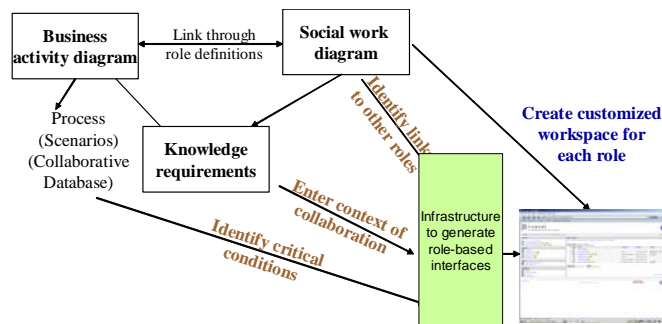 Business
activity diagram
Link through
role definitions
Social work
diagram
Process
(Scenarios)
(Collaborative
Database)
Knowledge
requirements
Identify link
to other roles
Create customized
workspace for
each role
Enter context of
collaboration
Identify critical
conditions
Infrastructure
to generate
role-based
interfaces